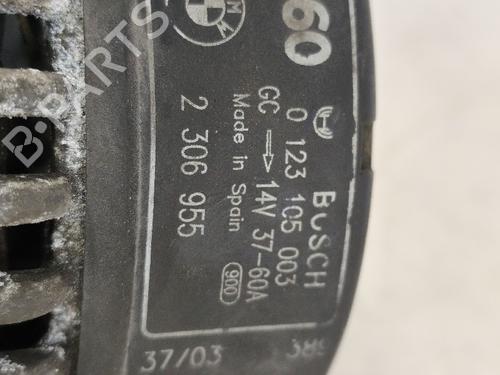 60
BMW
BOSCH
0 123 105 003
GC → 14V 37-60A
Made in Spain
2 306 955
900
37/03
B-PARTS